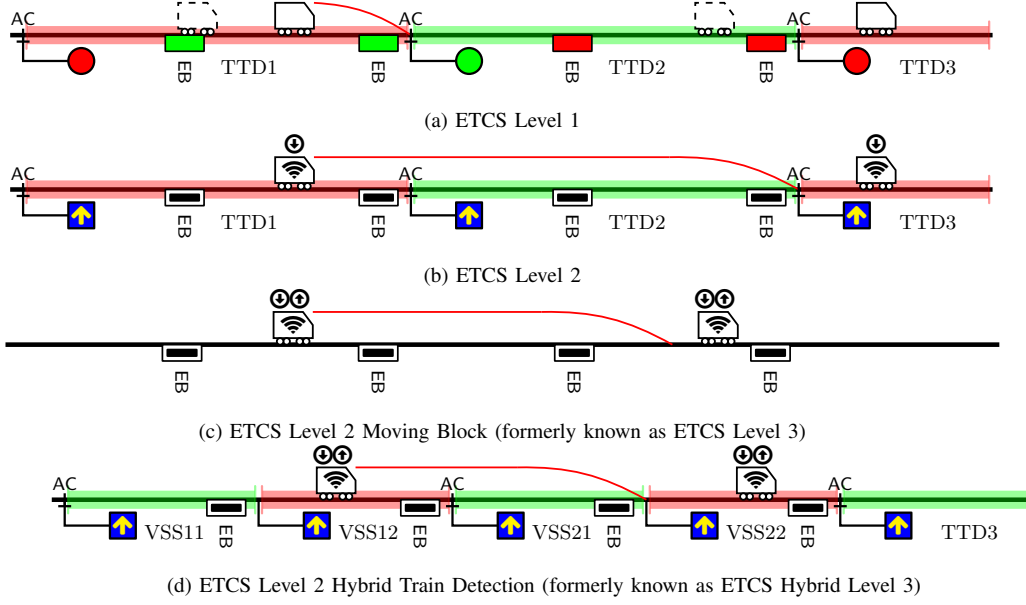 AC AC AC
EB TTD1 EB EB TTD2 EB TTD3
(a) ETCS Level 1
AC AC AC
EB TTD1 EB EB TTD2 EB TTD3
(b) ETCS Level 2
EB EB EB EB
(c) ETCS Level 2 Moving Block (formerly known as ETCS Level 3)
AC AC AC
VSS11 EB VSS12 EB VSS21 EB VSS22 EB TTD3
(d) ETCS Level 2 Hybrid Train Detection (formerly known as ETCS Hybrid Level 3)